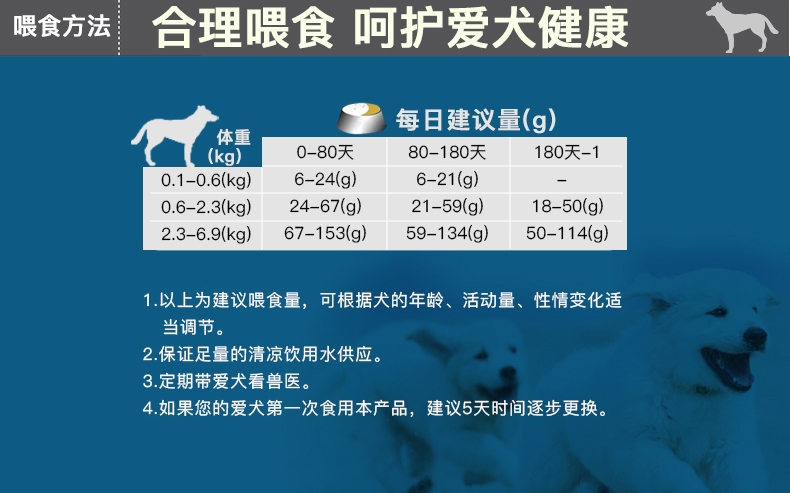 喂食方法
合理喂食 呵护爱犬健康
每日建议量(g)
体重
(kg)
0-80天 80-180天 180天-1
0.1-0.6(kg) 6-24(g) 6-21(g) -
0.6-2.3(kg) 24-67(g) 21-59(g) 18-50(g)
2.3-6.9(kg) 67-153(g) 59-134(g) 50-114(g)
1.以上为建议喂食量，可根据犬的年龄、活动量、性情变化适
当调节。
2.保证足量的清凉饮用水供应。
3.定期带爱犬看兽医。
4.如果您的爱犬第一次食用本产品，建议5天时间逐步更换。